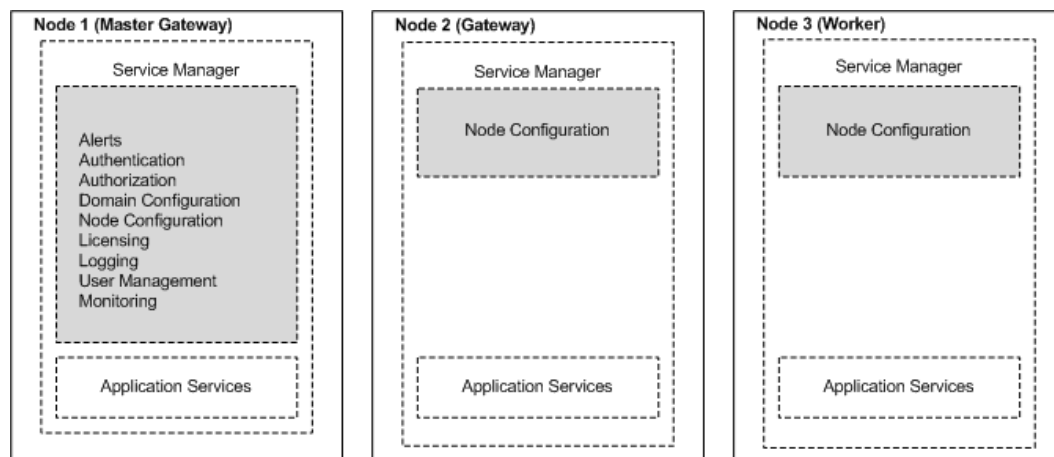 Node 1 (Master Gateway)
Service Manager
Alerts
Authentication
Authorization
Domain Configuration
Node Configuration
Licensing
Logging
User Management
Monitoring
Application Services
Node 2 (Gateway)
Service Manager
Node Configuration
Application Services
Node 3 (Worker)
Service Manager
Node Configuration
Application Services